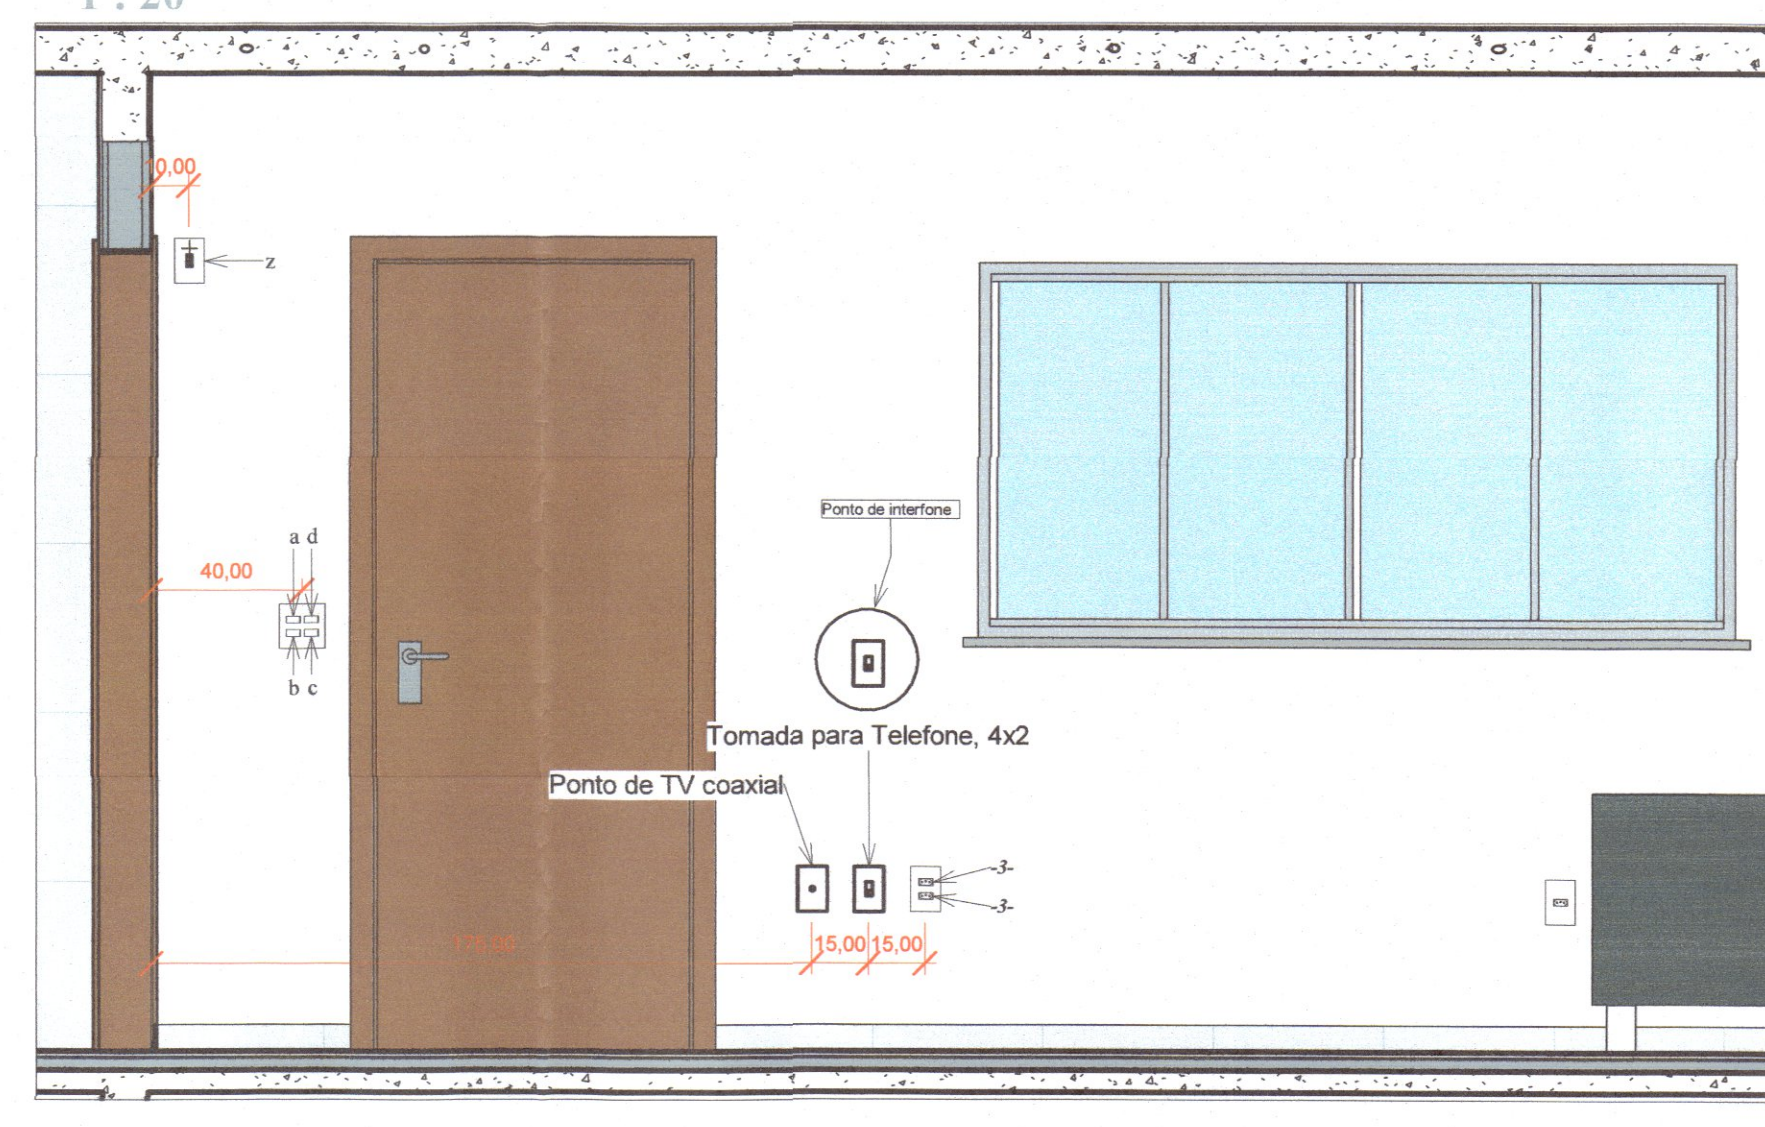 1 : 20
10,00
z
Ponto de interfone
a d
40,00
b c
Tomada para Telefone, 4x2
Ponto de TV coaxial
-3-
-3-
175,00
15,00
15,00